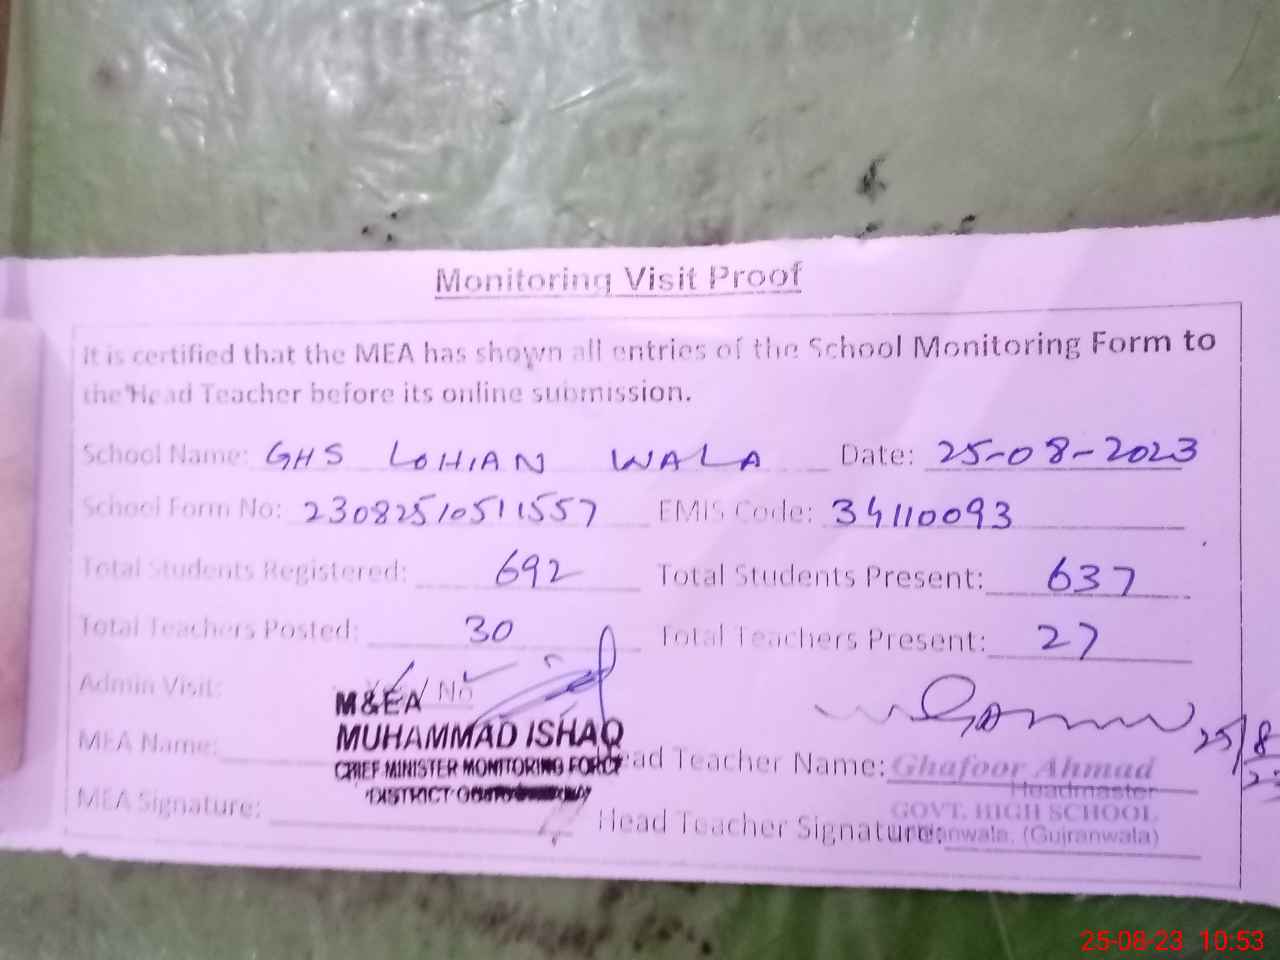 Monitoring Visit Proof
It is certified that the MEA has shown all entries of the School Monitoring Form to
the Head Teacher before its online submission.
School Name: GHS LOHIAN WALA Date: 25-08-2023
School Form No: 23082510511557 EMIS Code: 34110093
Total Students Registered: 692 Total Students Present: 637
Total Teachers Posted: 30 Total Teachers Present: 27
Admin Visit: No
M&EA
MEA Name: MUHAMMAD ISHAQ
CHIEF MINISTER MONITORING FORCE
DISTRICT
Head Teacher Name: Ghafoor Ahmad 25/8
Headmaster
MEA Signature:
GOVT. HIGH SCHOOL
Head Teacher Signature: (Gujranwala)
25-08-23 10:53